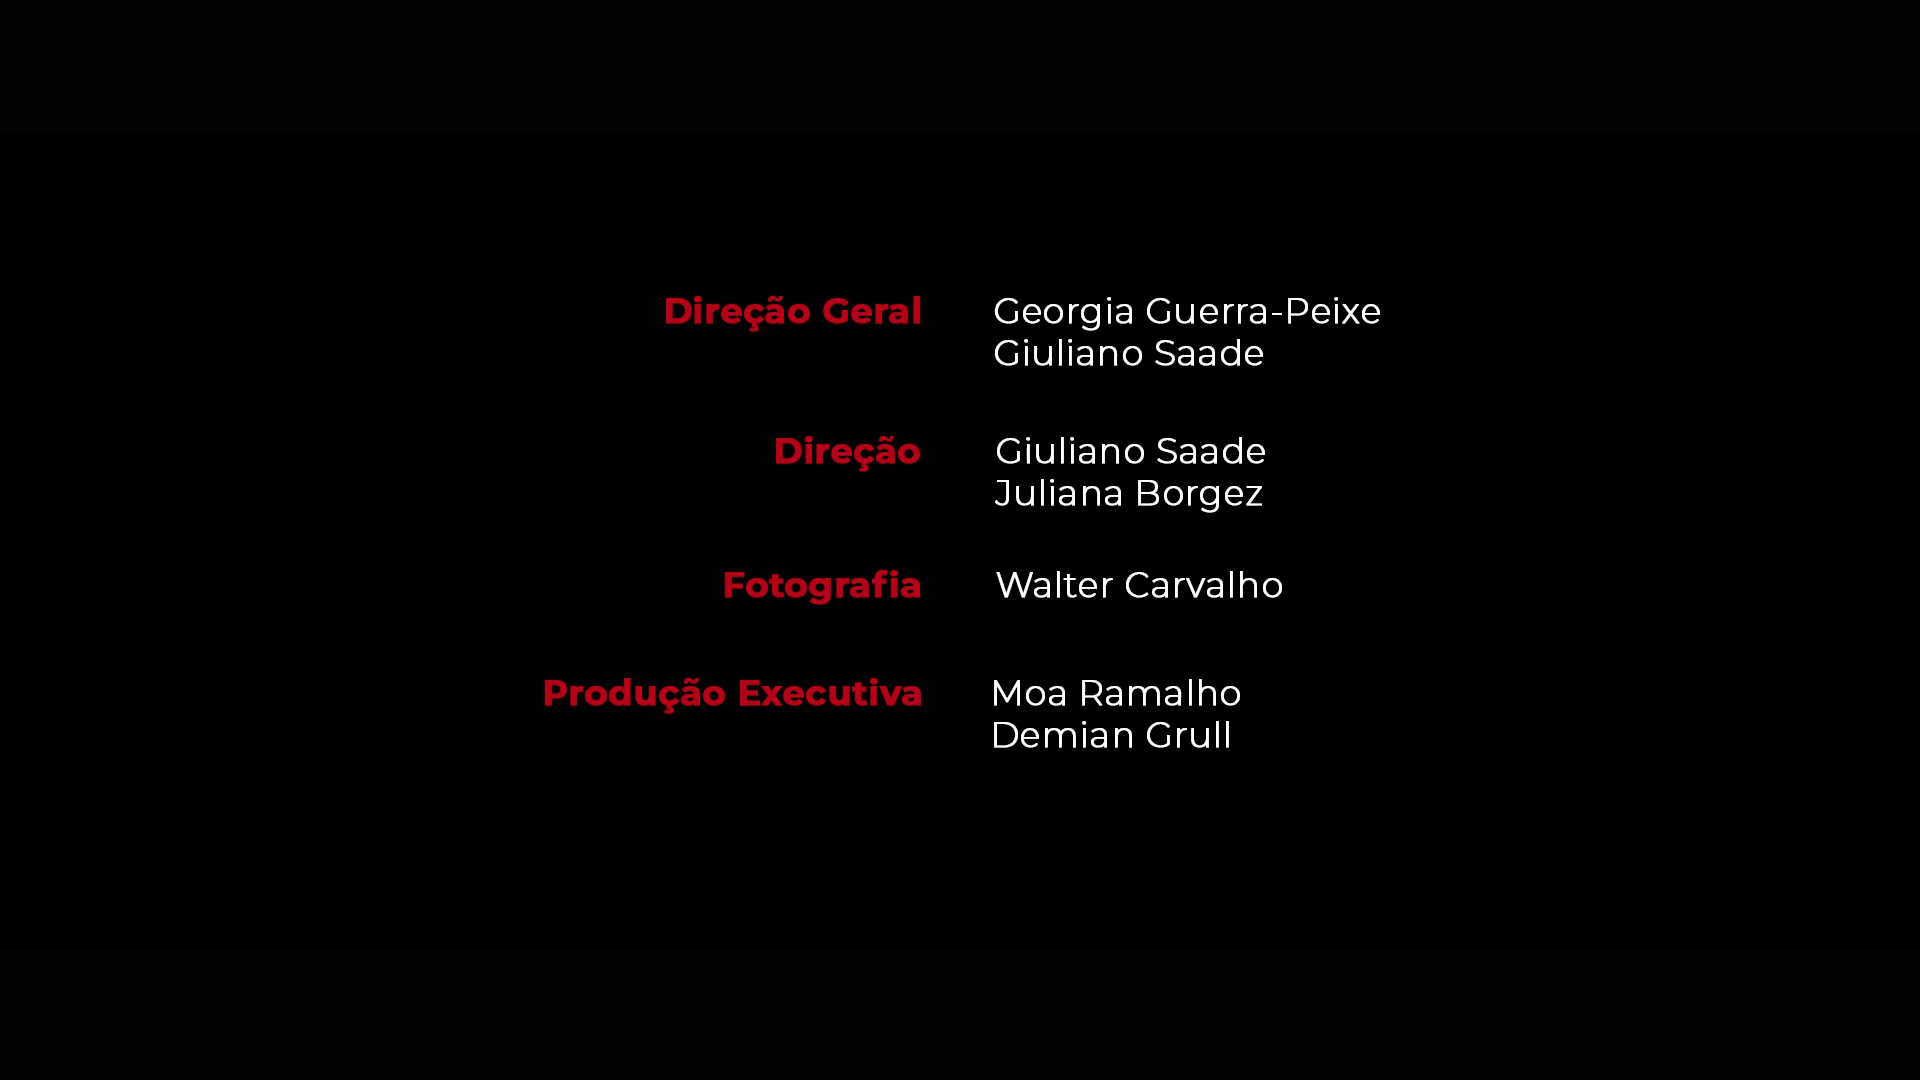 Direção Geral Georgia Guerra-Peixe
Giuliano Saade
Direção Giuliano Saade
Juliana Borgez
Fotografia Walter Carvalho
Produção Executiva Moa Ramalho
Demian Grull